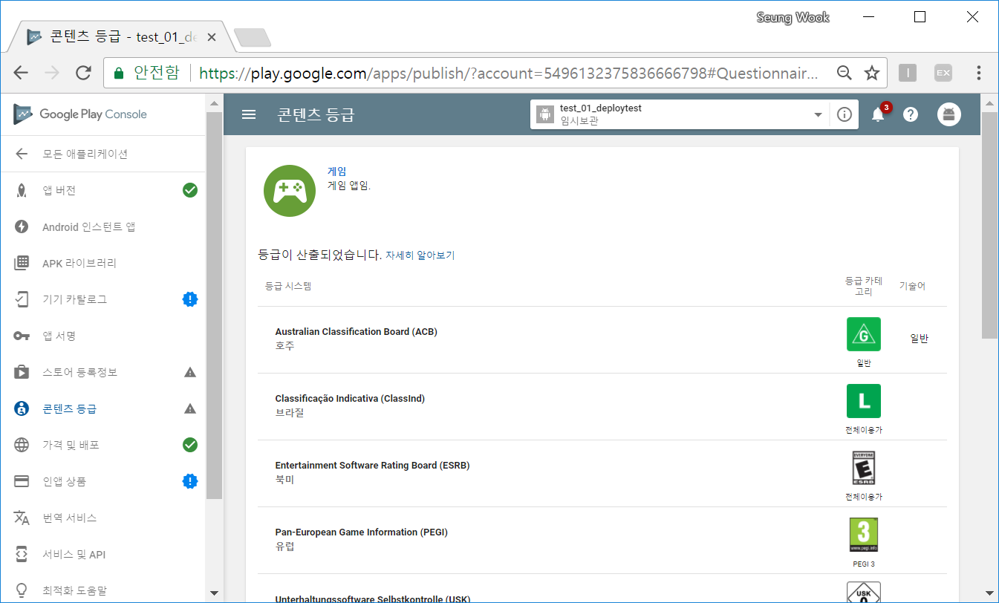 Seung Wook
콘텐츠 등급 - test_01_de
안전함
https://play.google.com/apps/publish/?account=5496132375836666798#Questionnair...
I
EX
Google Play Console
콘텐츠 등급
test_01_deploytest
임시보관
3
모든 애플리케이션
앱 버전
Android 인스턴트 앱
APK 라이브러리
기기 카탈로그
앱 서명
스토어 등록정보
콘텐츠 등급
가격 및 배포
인앱 상품
번역 서비스
서비스 및 API
최적화 도움말
게임
게임 앱임.
등급이 산출되었습니다. 자세히 알아보기
등급 시스템
등급 카테
고리
기술어
Australian Classification Board (ACB)
호주
G
일반
일반
Classificação Indicativa (ClassInd)
브라질
L
전체이용가
Entertainment Software Rating Board (ESRB)
북미
EVERYONE
E
ESRB
전체이용가
Pan-European Game Information (PEGI)
유럽
3
www.pegi.info
PEGI 3
Unterhaltungssoftware Selbstkontrolle (USK)
USK
0